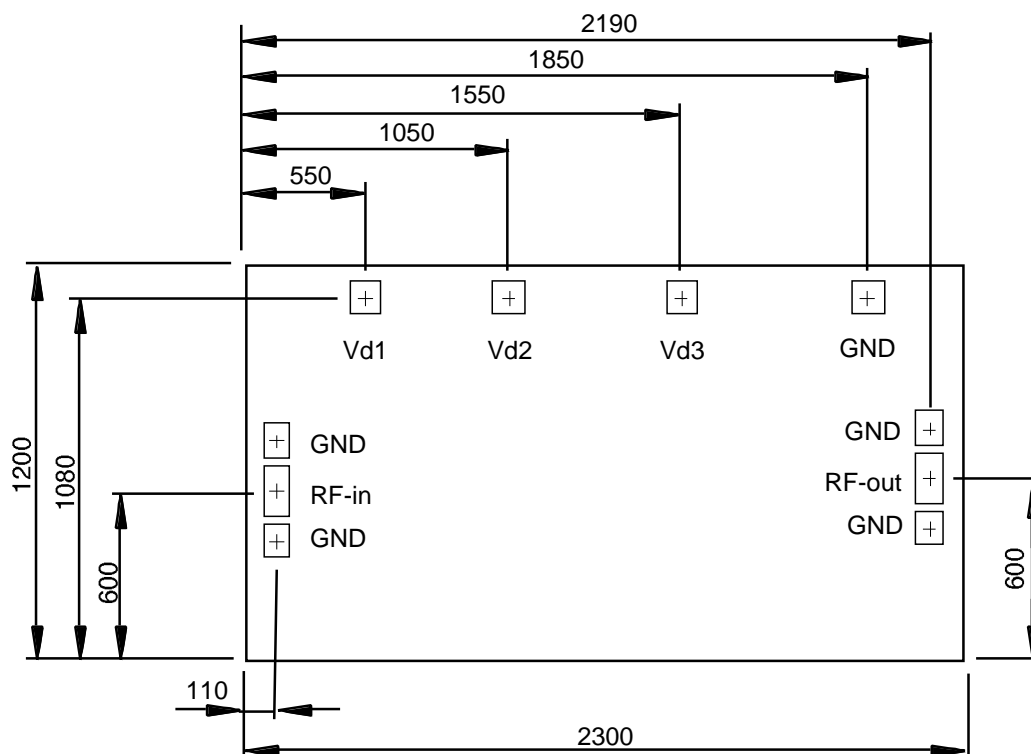 2190
1850
1550
1050
550
Vd1 Vd2 Vd3 GND
GND GND
RF-in RF-out
GND GND
1200
1080
600
600
110
2300